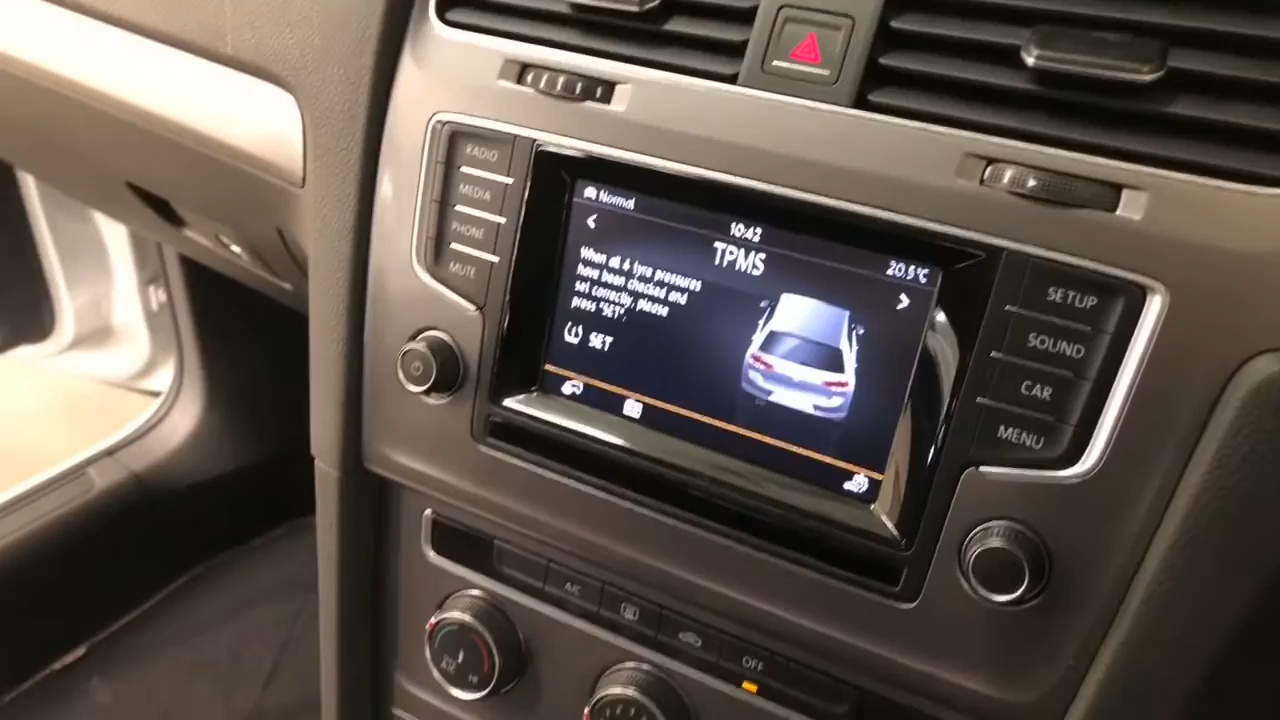 RADIO
MEDIA
PHONE
MUTE
Normal
10:42
TPMS
20.5°C
When all 4 tyre pressures
have been checked and
set correctly, please
press "SET".
SET
SETUP
SOUND
CAR
MENU
A/C
OFF
HI